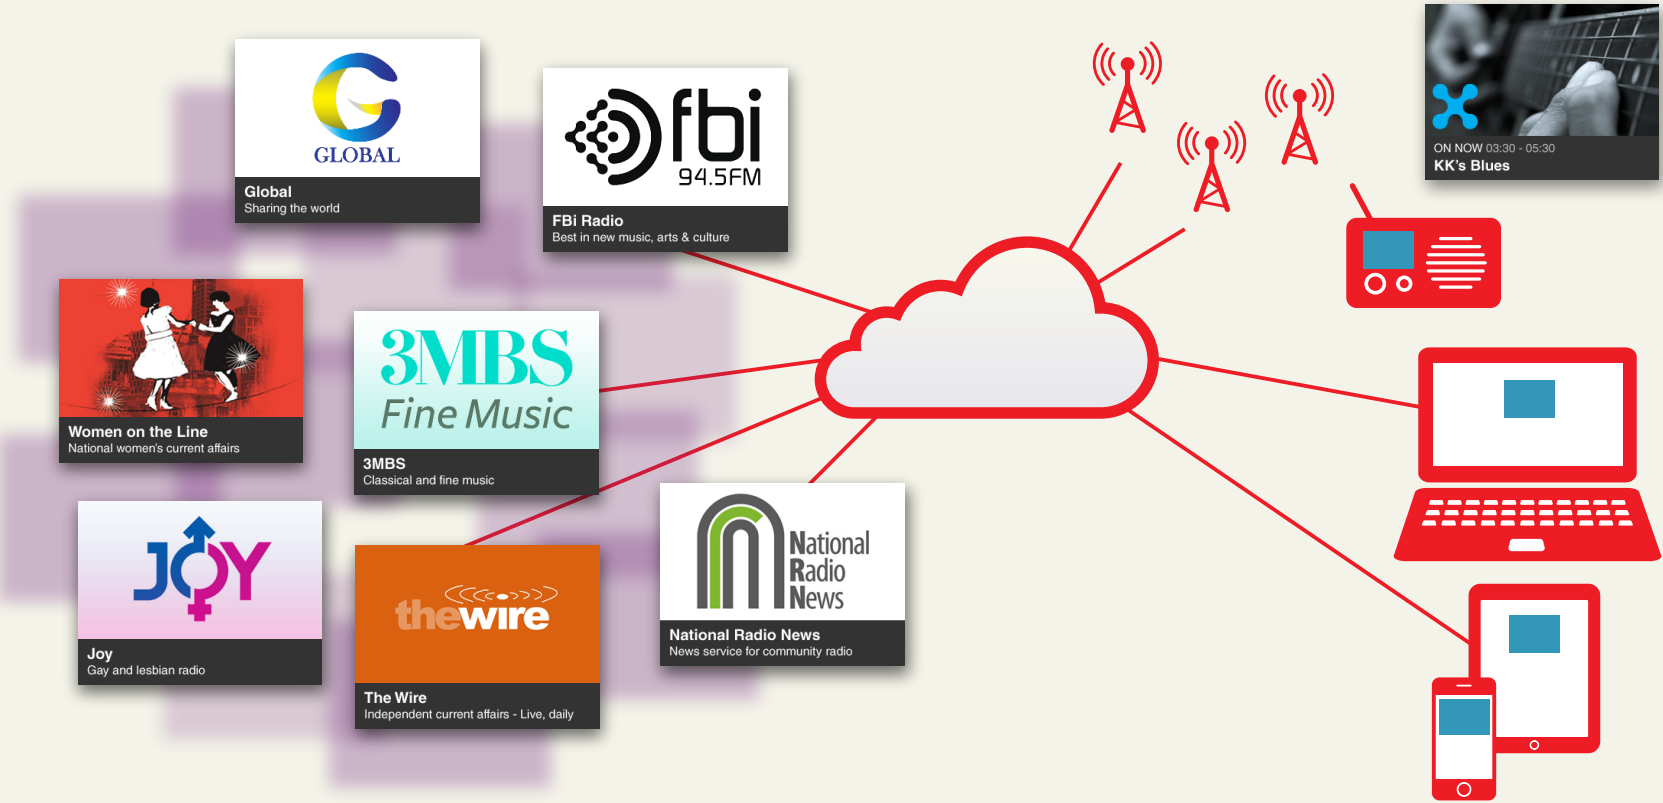 GLOBAL
Global
Sharing the world
fbi
94.5FM
FBi Radio
Best in new music, arts & culture
ON NOW 03:30 - 05:30
KK's Blues
Women on the Line
National women's current affairs
3MBS
Fine Music
3MBS
Classical and fine music
JOY
Joy
Gay and lesbian radio
thewire
The Wire
Independent current affairs - Live, daily
National
Radio
News
National Radio News
News service for community radio